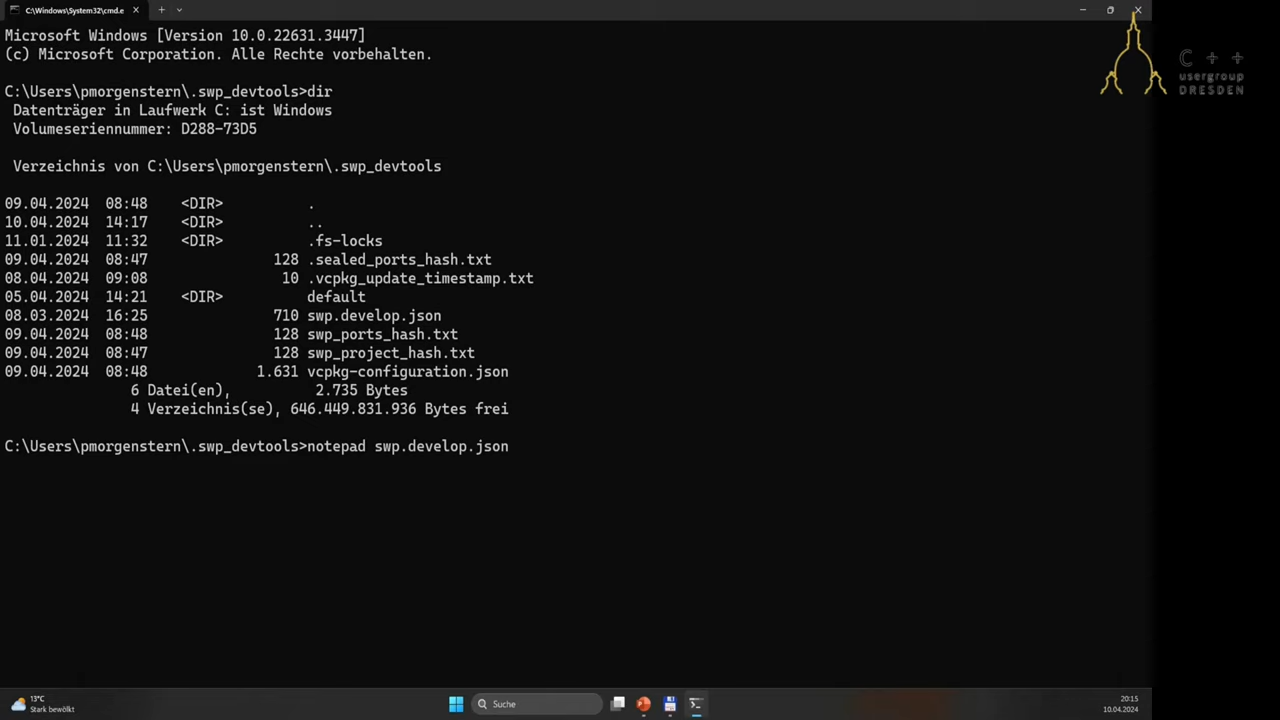 C:\Windows\System32\cmd.e
Microsoft Windows [Version 10.0.22631.3447]
(c) Microsoft Corporation. Alle Rechte vorbehalten.
C:\Users\pmorgenstern\.swp_devtools>dir
Datenträger in Laufwerk C: ist Windows
Volumeseriennummer: D288-73D5
Verzeichnis von C:\Users\pmorgenstern\.swp_devtools
09.04.2024 08:48 <DIR> .
10.04.2024 14:17 <DIR> ..
11.01.2024 11:32 <DIR> .fs-locks
09.04.2024 08:47 128 .sealed_ports_hash.txt
08.04.2024 09:08 10 .vcpkg_update_timestamp.txt
05.04.2024 14:21 <DIR> default
08.03.2024 16:25 710 swp.develop.json
09.04.2024 08:48 128 swp_ports_hash.txt
09.04.2024 08:47 128 swp_project_hash.txt
09.04.2024 08:48 1.631 vcpkg-configuration.json
6 Datei(en), 2.735 Bytes
4 Verzeichnis(se), 646.449.831.936 Bytes frei
C:\Users\pmorgenstern\.swp_devtools>notepad swp.develop.json
C++
usergroup
DRESDEN
13°C
Stark bewölkt
Suche
20:15
10.04.2024